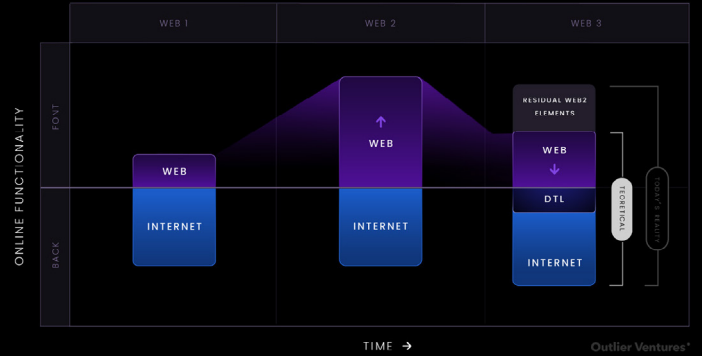 WEB 1
WEB 2
WEB 3
ONLINE FUNCTIONALITY
FONT
BACK
WEB
INTERNET
↑
WEB
INTERNET
RESIDUAL WEB2
ELEMENTS
WEB
↓
DTL
INTERNET
TEORETICAL
TODAY'S REALITY
TIME →
Outlier Ventures